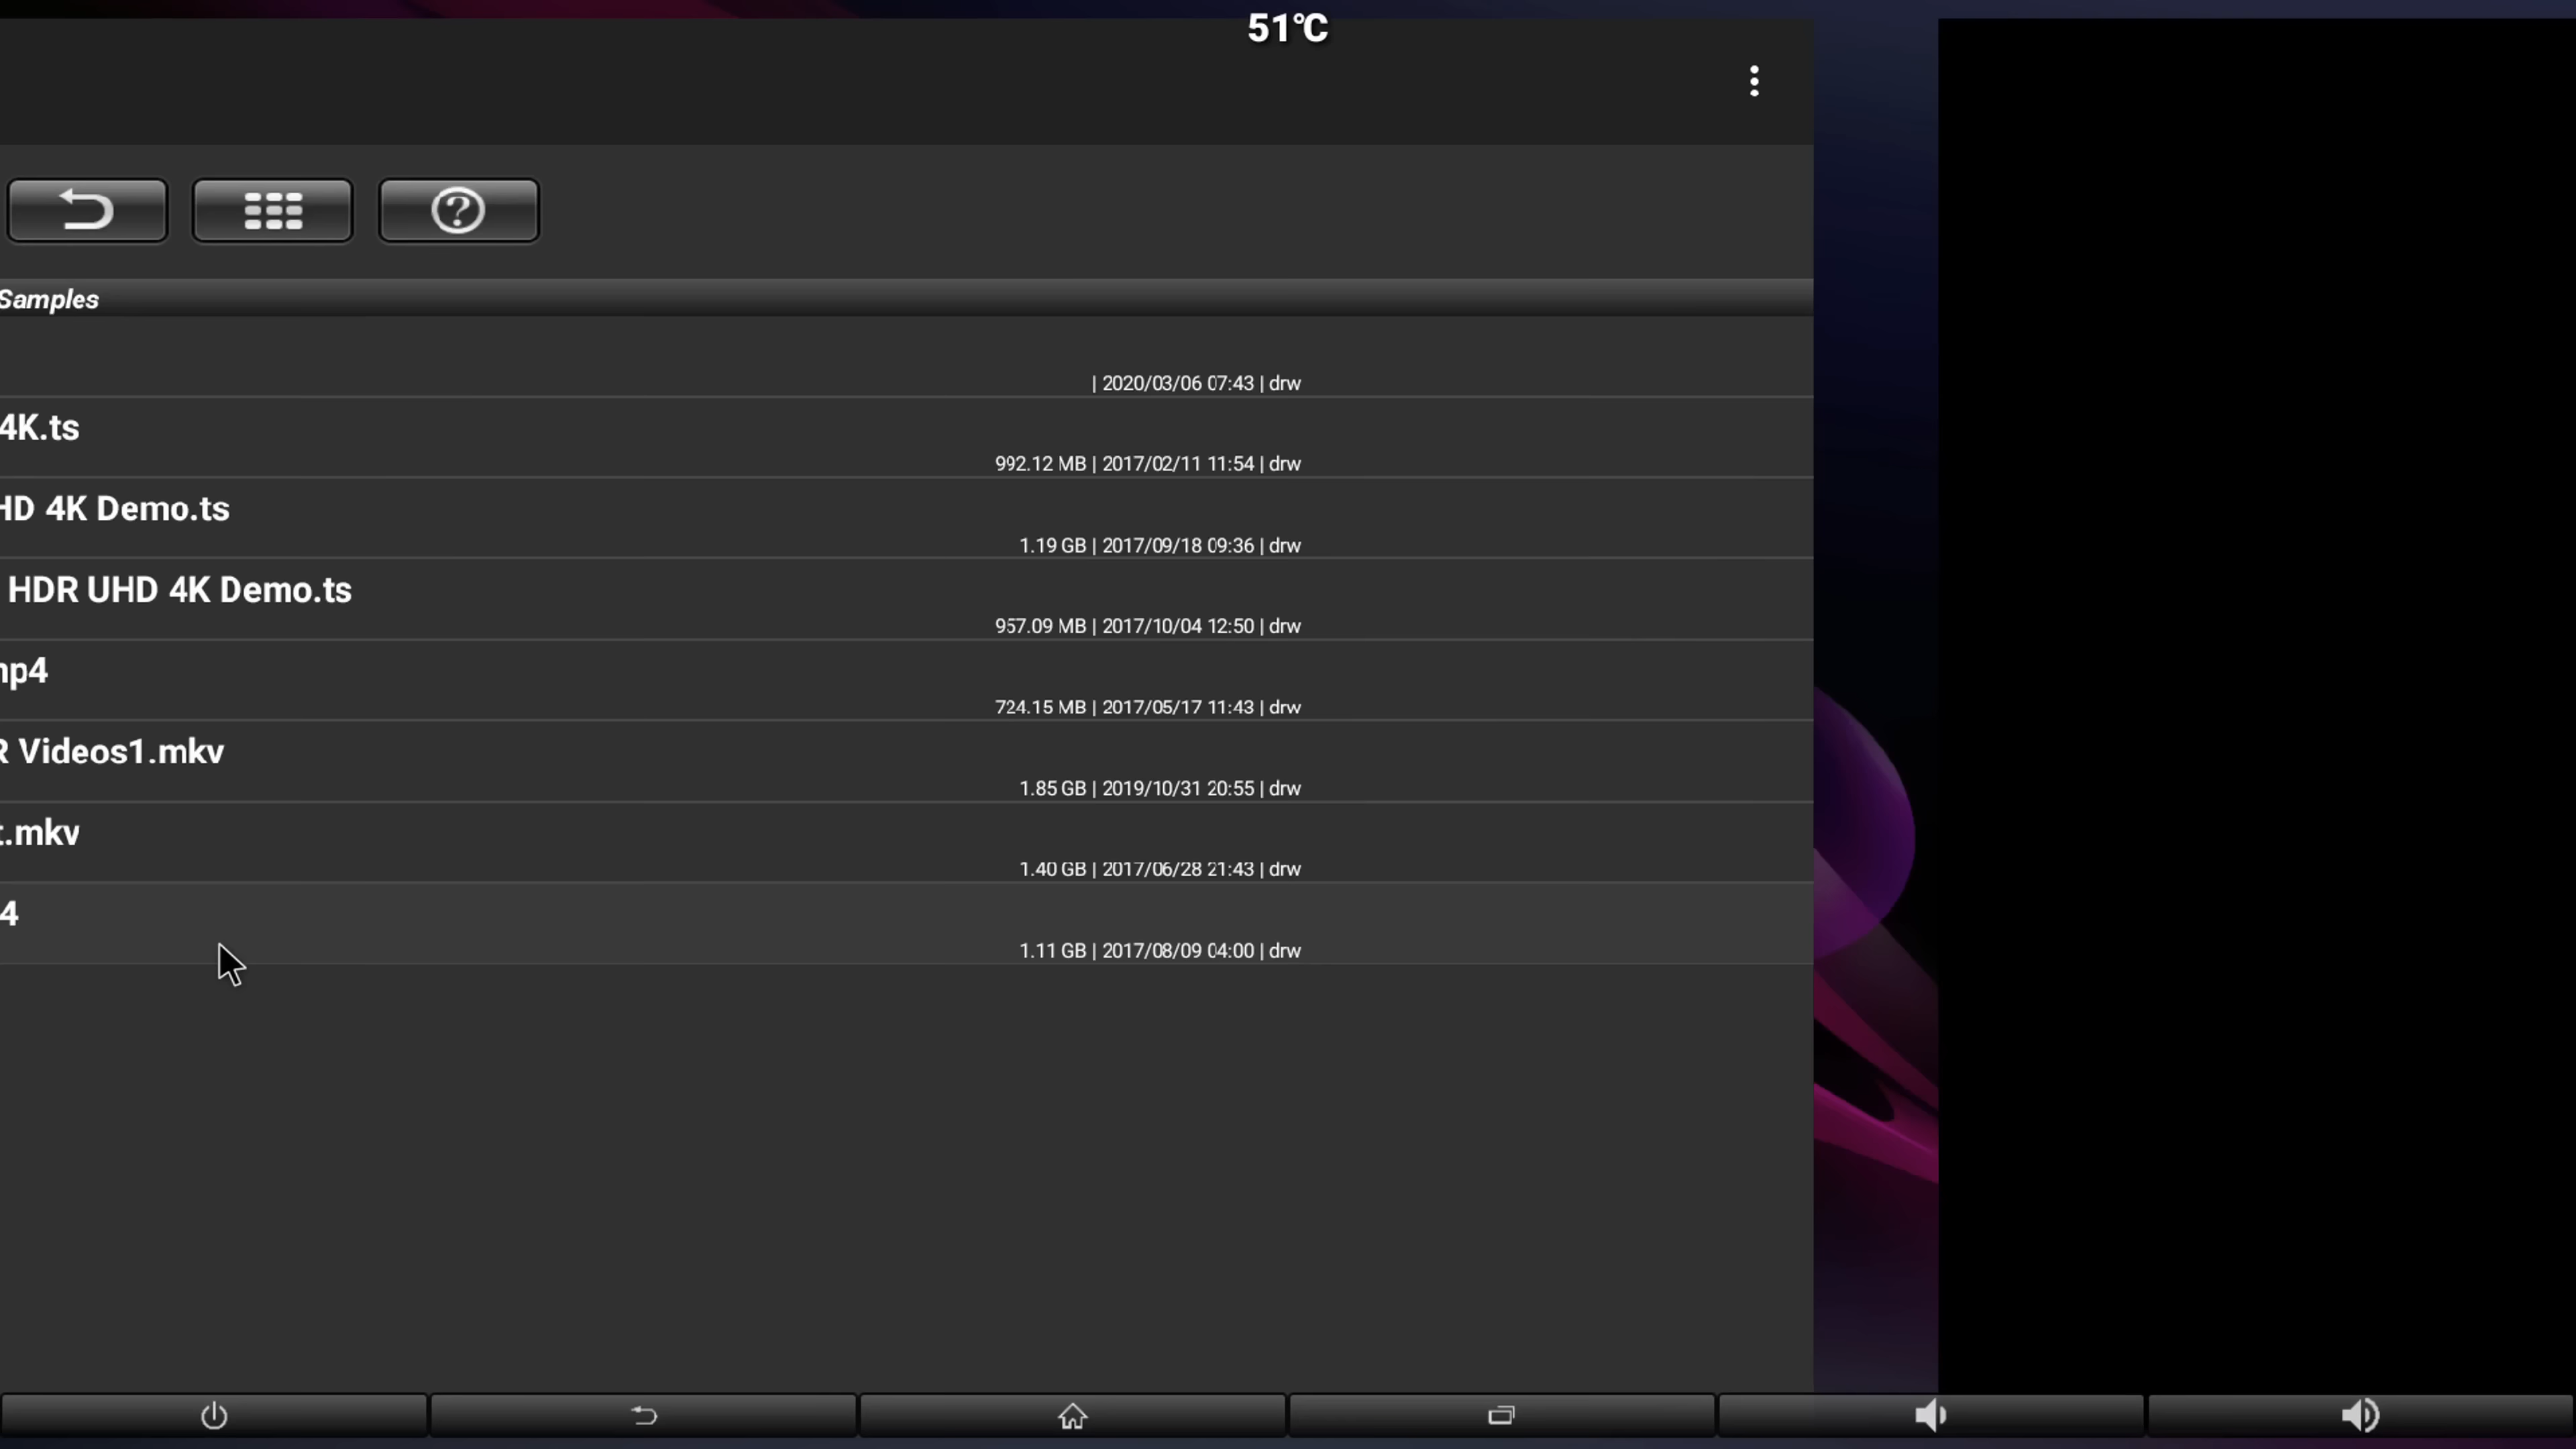 51°C
Samples
| 2020/03/06 07:43 | drw
4K.ts
992.12 MB | 2017/02/11 11:54 | drw
HD 4K Demo.ts
1.19 GB | 2017/09/18 09:36 | drw
HDR UHD 4K Demo.ts
957.09 MB | 2017/10/04 12:50 | drw
mp4
724.15 MB | 2017/05/17 11:43 | drw
R Videos1.mkv
1.85 GB | 2019/10/31 20:55 | drw
t.mkv
1.40 GB | 2017/06/28 21:43 | drw
4
1.11 GB | 2017/08/09 04:00 | drw